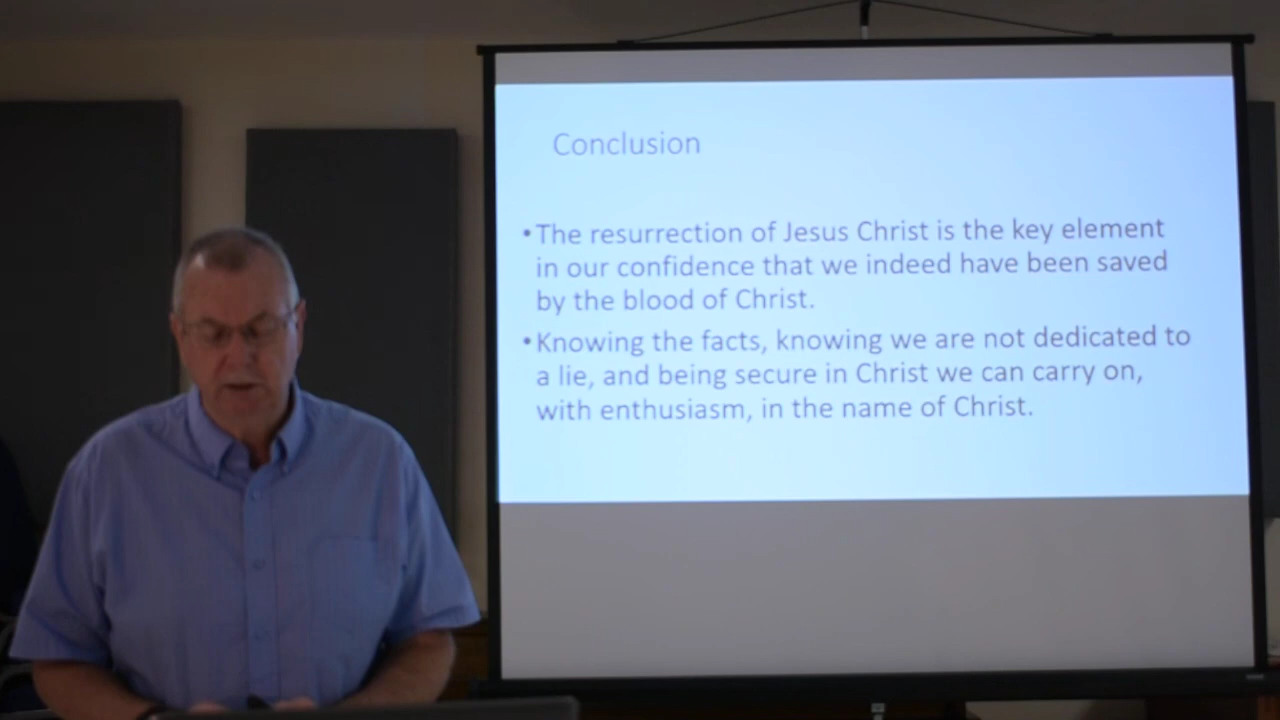 Conclusion
•The resurrection of Jesus Christ is the key element
in our confidence that we indeed have been saved
by the blood of Christ.
•Knowing the facts, knowing we are not dedicated to
a lie, and being secure in Christ we can carry on,
with enthusiasm, in the name of Christ.